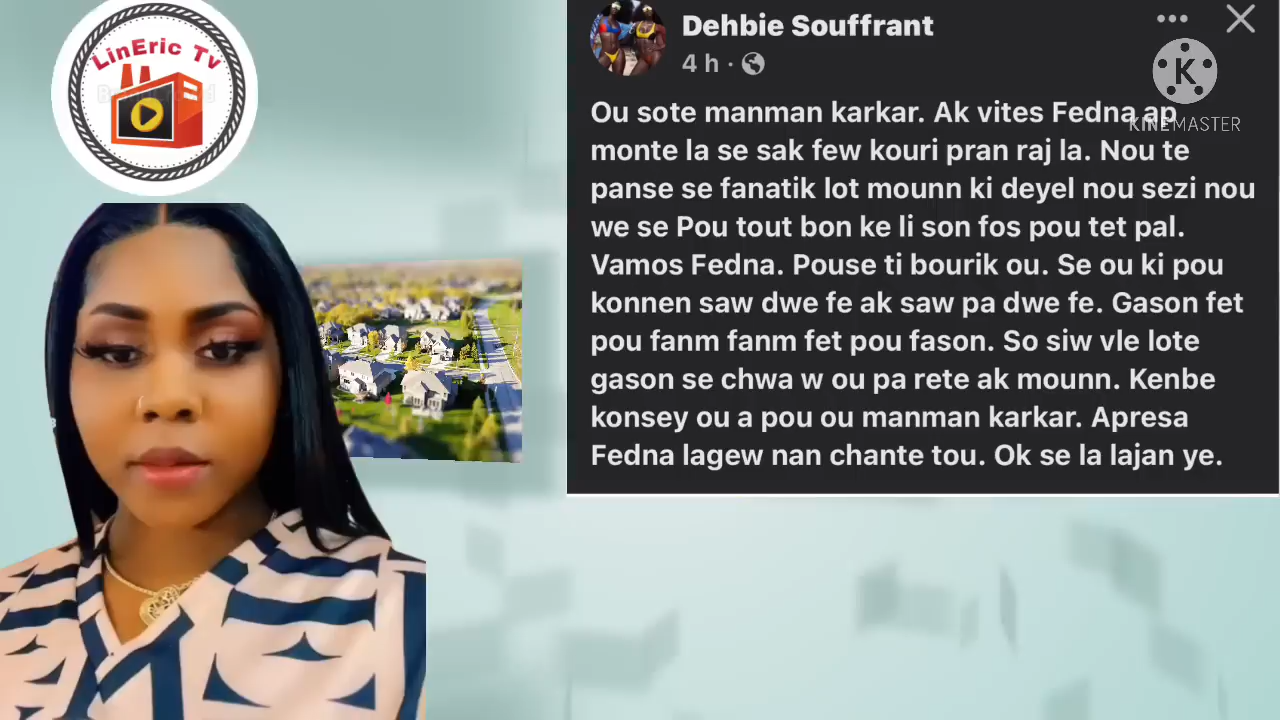 LinEric Tv
Dehbie Souffrant
4 h
KINEMASTER
Ou sote manman karkar. Ak vites Fedna ap
monte la se sak few kouri pran raj la. Nou te
panse se fanatik lot mounn ki deyel nou sezi nou
we se Pou tout bon ke li son fos pou tet pal.
Vamos Fedna. Pouse ti bourik ou. Se ou ki pou
konnen saw dwe fe ak saw pa dwe fe. Gason fet
pou fanm fanm fet pou fason. So siw vle lote
gason se chwa w ou pa rete ak mounn. Kenbe
konsey ou a pou ou manman karkar. Apresa
Fedna lagew nan chante tou. Ok se la lajan ye.